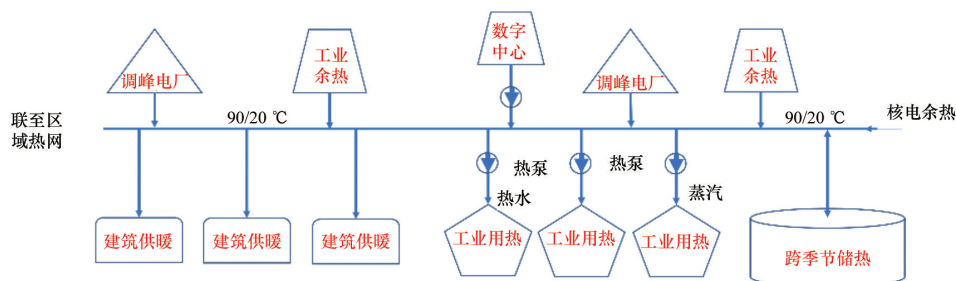 调峰电厂
工业
余热
数字
中心
调峰电厂
工业
余热
联至区
域热网
90/20 ℃
90/20 ℃
核电余热
热泵
热泵
热水
蒸汽
建筑供暖
建筑供暖
建筑供暖
工业用热
工业用热
工业用热
跨季节储热